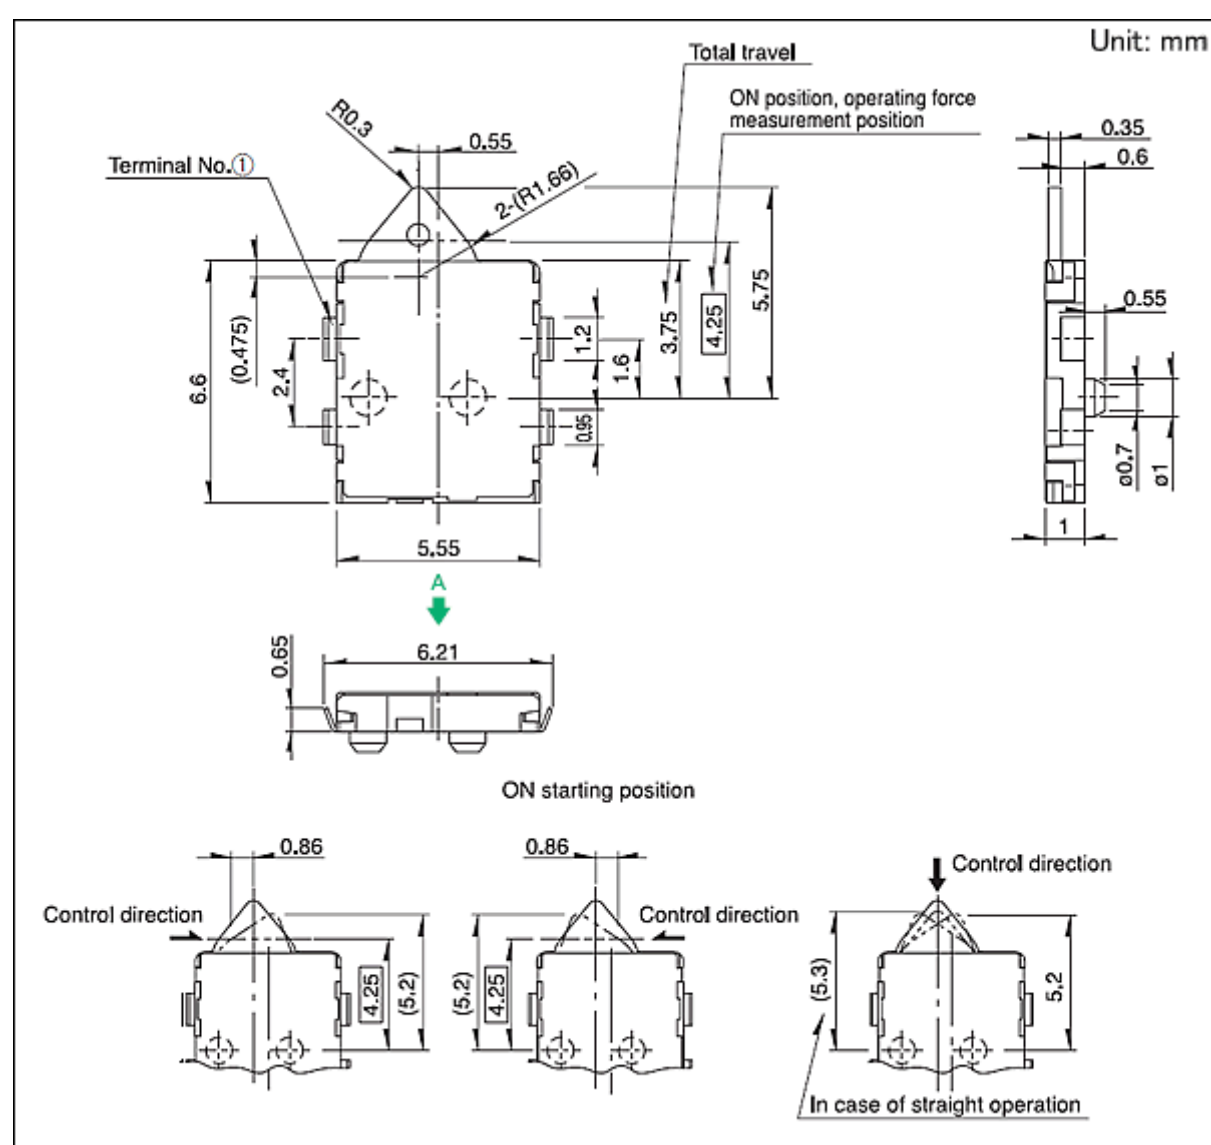 Unit: mm
Total travel
ON position, operating force
measurement position
R0.3
0.55
0.35
0.6
Terminal No.①
2-(R1.66)
5.75
0.55
(0.475)
1.2
3.75
4.25
1.6
2.4
6.6
0.95
ø0.7
ø1
5.55
1
A
0.65
6.21
ON starting position
0.86
0.86
Control direction
Control direction
Control direction
4.25
(5.2)
(5.2)
4.25
(5.3)
5.2
In case of straight operation